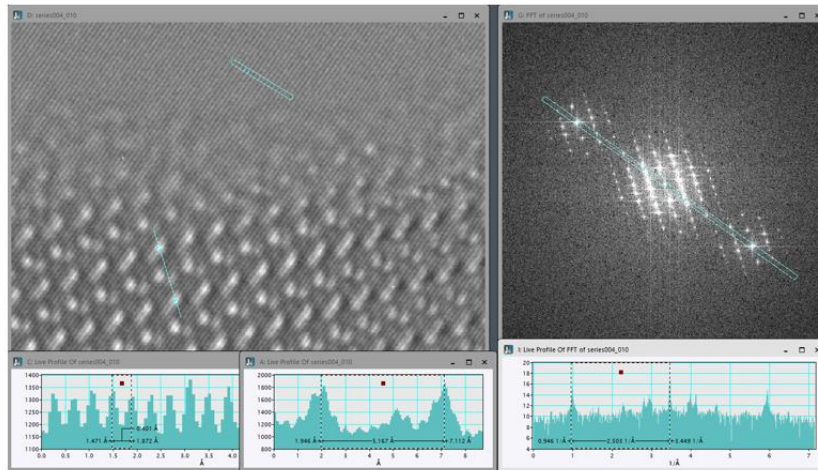 D: series004_010
G: FFT of series004_010
C: Live Profile Of series004_010
1400
1350
1300
1250
1200
1150
1100
0.401 Å
1.471 Å
1.872 Å
0.0 0.5 1.0 1.5 2.0 2.5 3.0 3.5 4.0
Å
A: Live Profile Of series004_010
2000
1800
1600
1400
1200
1000
800
1.946 Å
5.167 Å
7.112 Å
0 1 2 3 4 5 6 7 8
Å
I: Live Profile Of FFT of series004_010
20
18
16
14
12
10
8
6
4
0.946 1/Å
2.503 1/Å
3.449 1/Å
0 1 2 3 4 5 6 7
1/Å